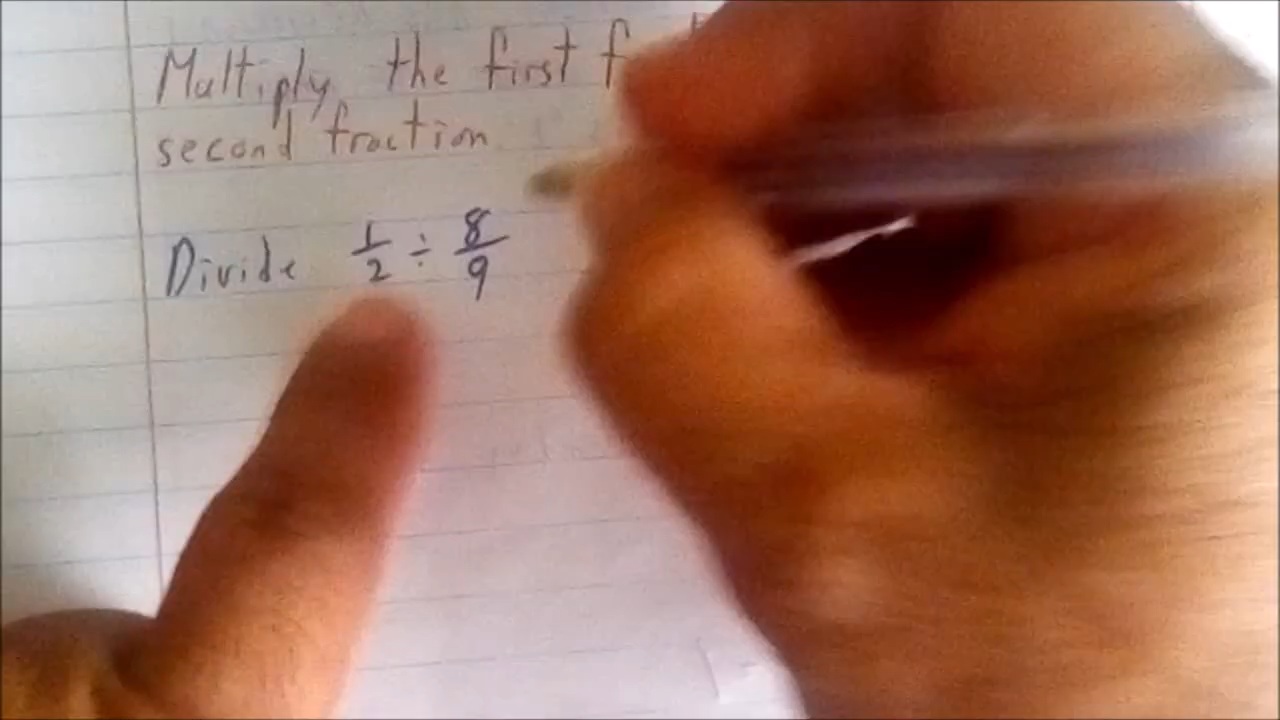 Multiply the first
second fraction
Divide 1/2 ÷ 8/9